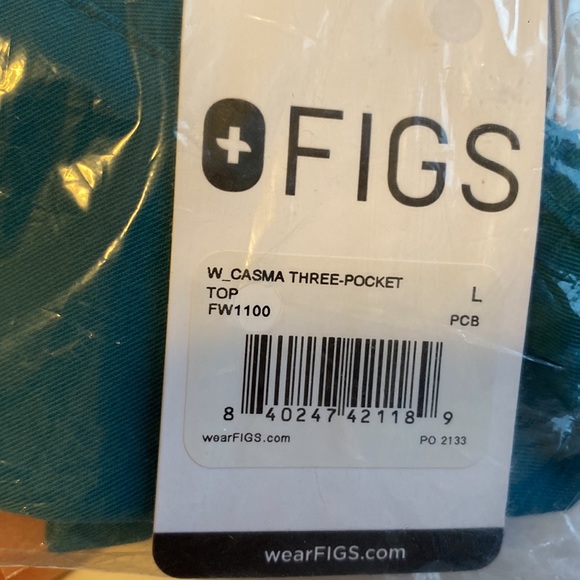 FIGS
W_CASMA THREE-POCKET
TOP
L
FW1100
PCB
8 40247 42118 9
wearFIGS.com
PO 2133
wearFIGS.com